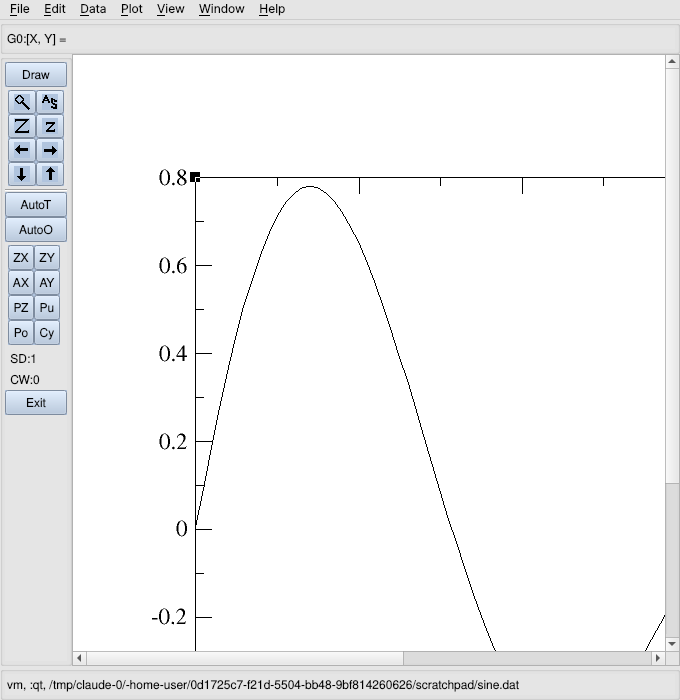 File Edit Data Plot View Window Help
G0:[X, Y] =
Draw
As
Z z
AutoT
AutoO
ZX ZY
AX AY
PZ Pu
Po Cy
SD:1
CW:0
Exit
0.8
0.6
0.4
0.2
0
-0.2
vm, :qt, /tmp/claude-0/-home-user/0d1725c7-f21d-5504-bb48-9bf814260626/scratchpad/sine.dat